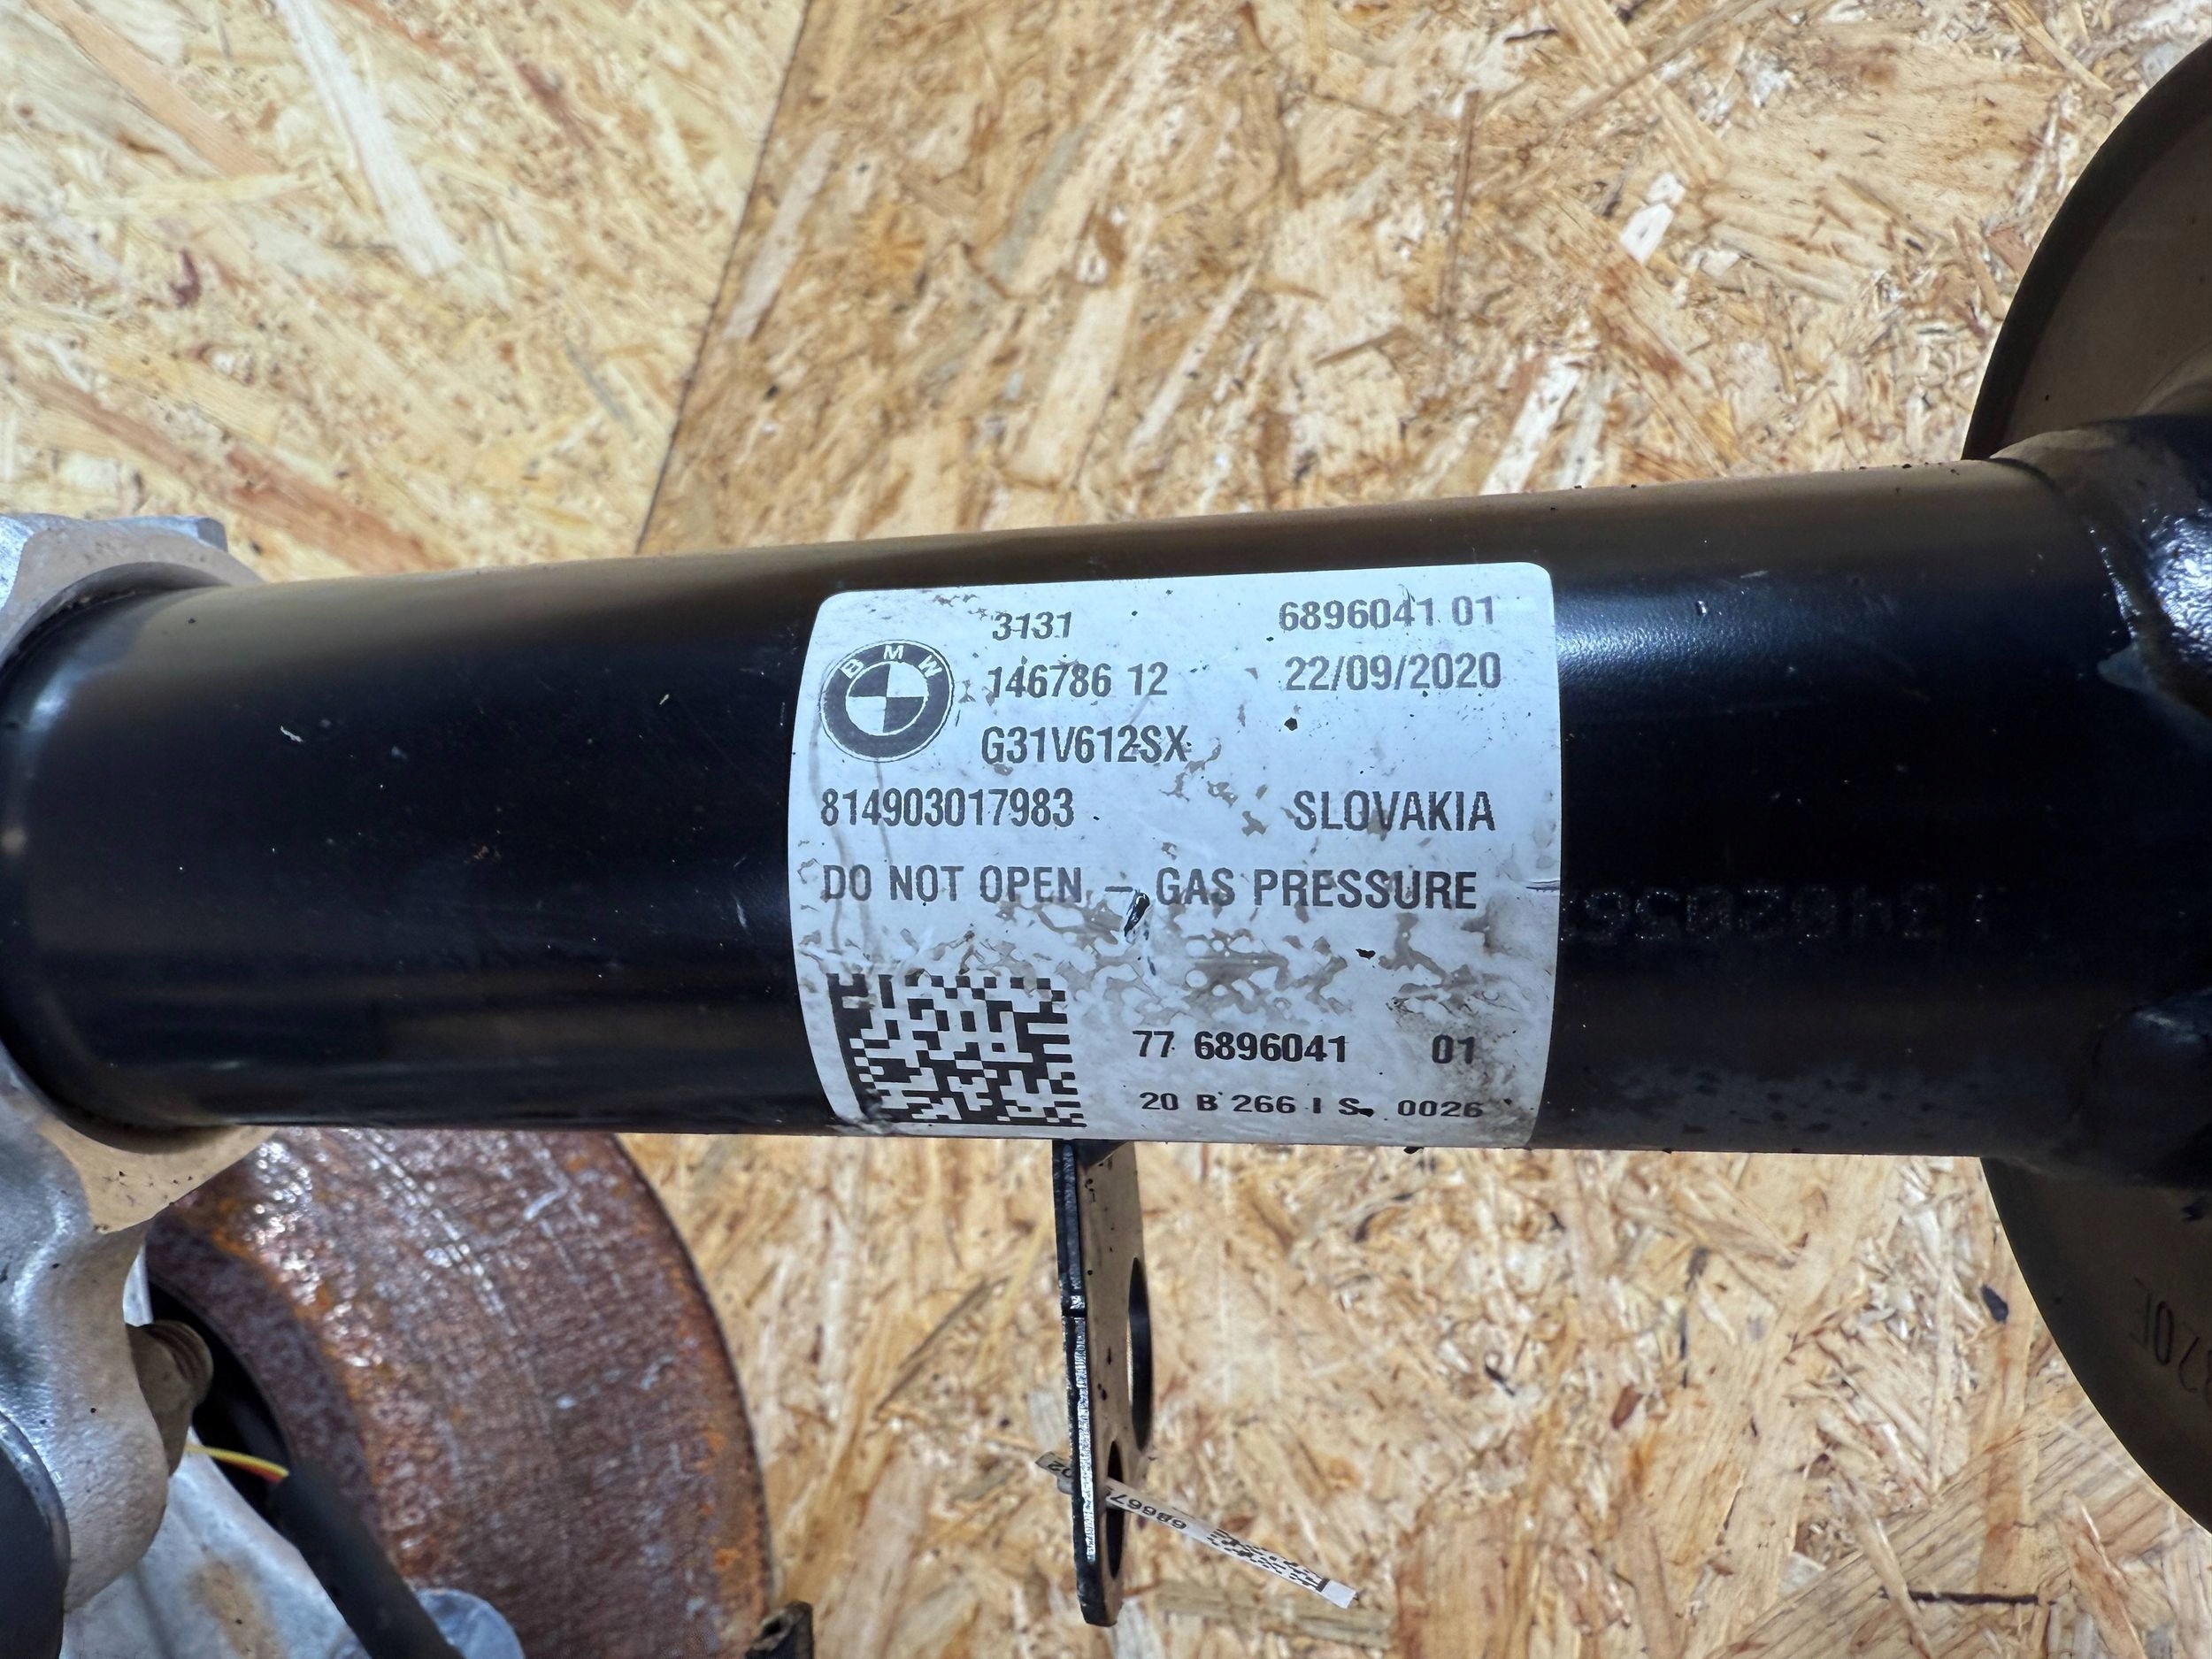 3131 6896041 01
BMW
146786 12 22/09/2020
G31V612SX
814903017983 SLOVAKIA
DO NOT OPEN – GAS PRESSURE
77 6896041 01
20 B 266 I S 0026